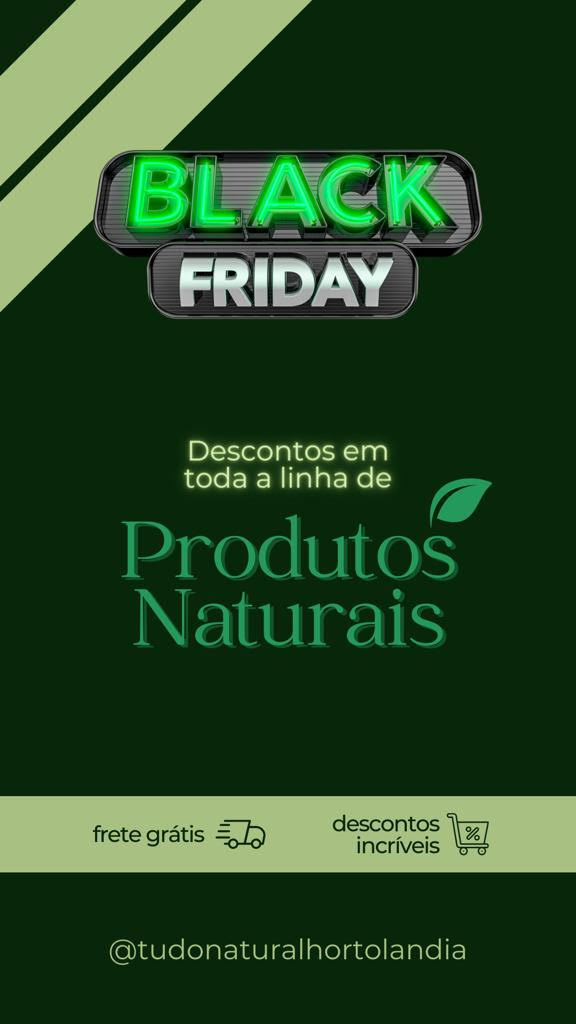 BLACK
FRIDAY
Descontos em
toda a linha de
Produtos
Naturais
frete grátis
descontos
incríveis
@tudonaturalhortolandia